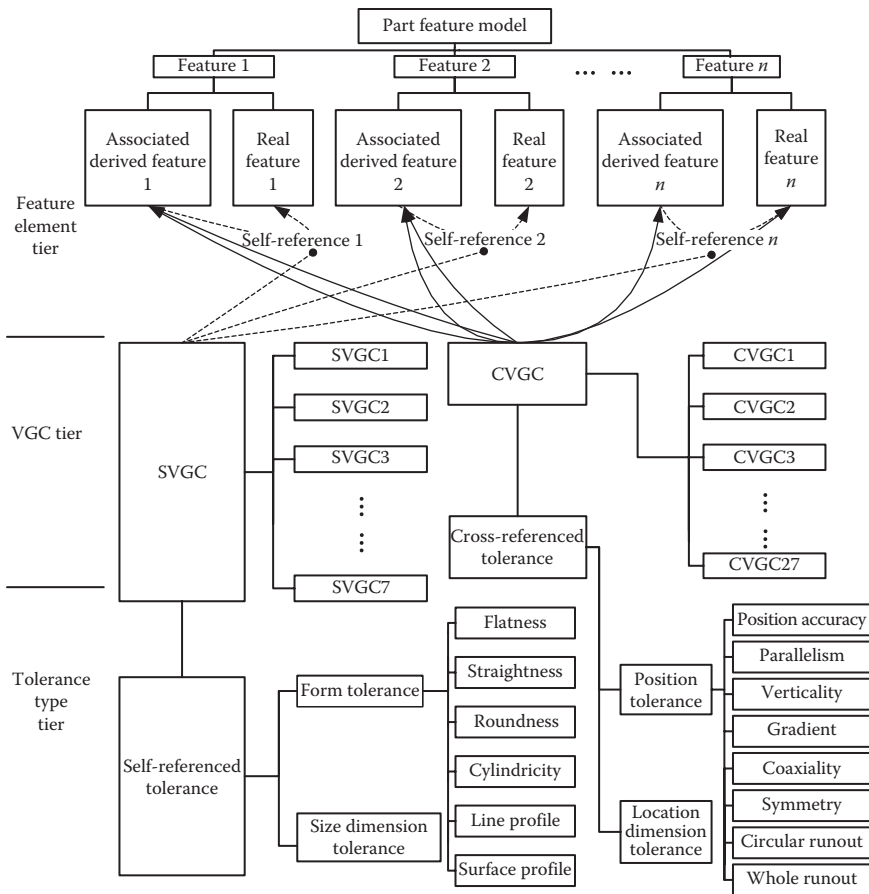 Part feature model
Feature 1
Feature 2
... ...
Feature n
Associated
derived feature
1
Real
feature
1
Associated
derived feature
2
Real
feature
2
Associated
derived feature
n
Real
feature
n
Feature
element
tier
Self-reference 1
Self-reference 2
Self-reference n
VGC tier
SVGC
SVGC1
SVGC2
SVGC3
SVGC7
CVGC
CVGC1
CVGC2
CVGC3
CVGC27
Cross-referenced
tolerance
Tolerance
type
tier
Self-referenced
tolerance
Form tolerance
Size dimension
tolerance
Flatness
Straightness
Roundness
Cylindricity
Line profile
Surface profile
Position
tolerance
Location
dimension
tolerance
Position accuracy
Parallelism
Verticality
Gradient
Coaxiality
Symmetry
Circular runout
Whole runout